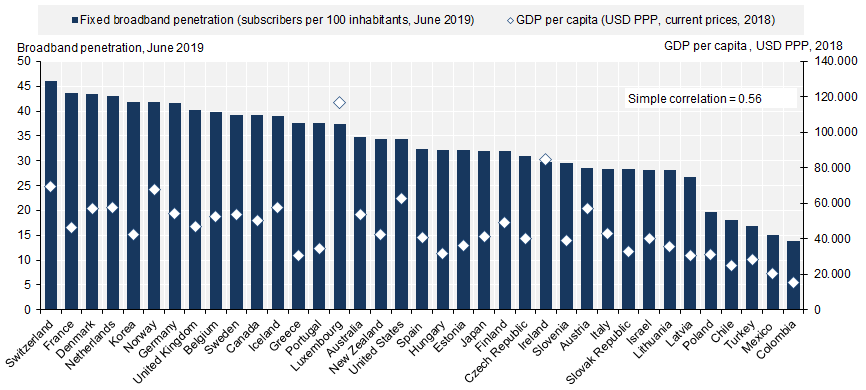 Fixed broadband penetration (subscribers per 100 inhabitants, June 2019)
GDP per capita (USD PPP, current prices, 2018)
Broadband penetration, June 2019
GDP per capita , USD PPP, 2018
50
45
40
35
30
25
20
15
10
5
0
140.000
120.000
100.000
80.000
60.000
40.000
20.000
0
Simple correlation = 0.56
Switzerland
France
Denmark
Netherlands
Korea
Norway
Germany
United Kingdom
Belgium
Sweden
Canada
Iceland
Greece
Portugal
Luxembourg
Australia
New Zealand
United States
Spain
Hungary
Estonia
Japan
Finland
Czech Republic
Ireland
Slovenia
Austria
Italy
Slovak Republic
Israel
Lithuania
Latvia
Poland
Chile
Turkey
Mexico
Colombia